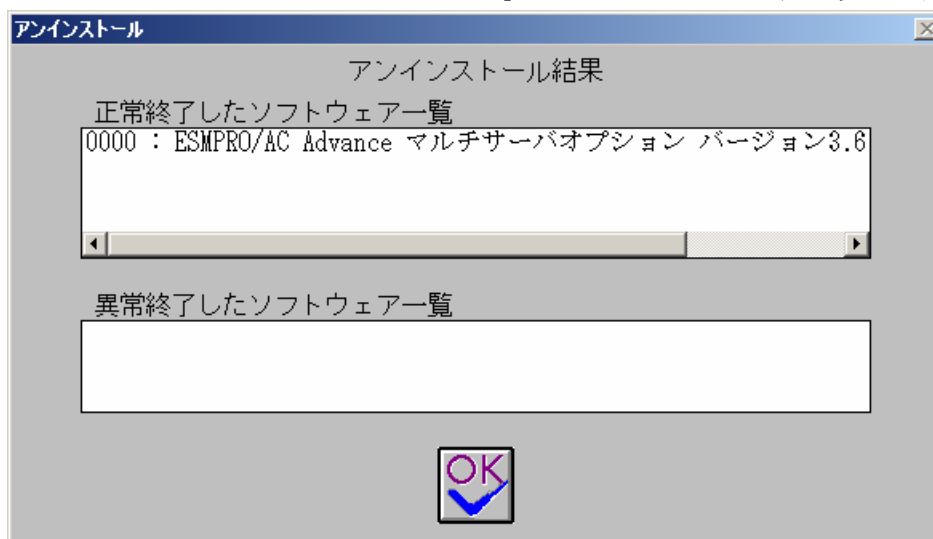 アンインストール
アンインストール結果
正常終了したソフトウェア一覧
0000 : ESMPRO/AC Advance マルチサーバオプション バージョン3.6
異常終了したソフトウェア一覧
OK